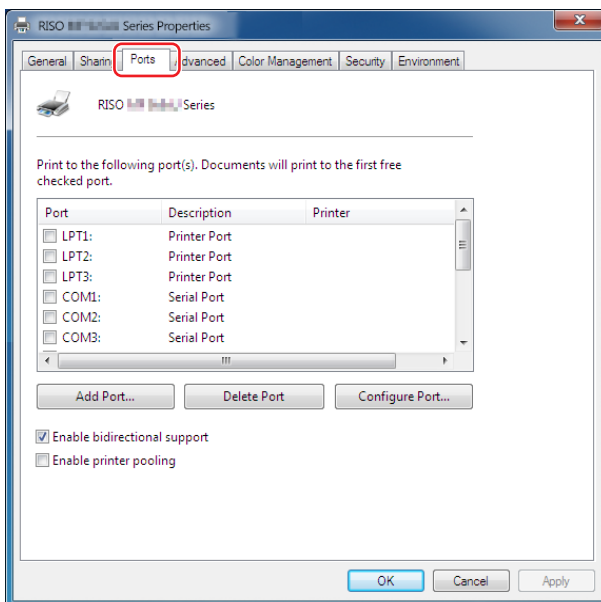 RISO Series Properties
General Sharin Ports Advanced Color Management Security Environment
RISO Series
Print to the following port(s). Documents will print to the first free
checked port.
Port Description Printer
LPT1: Printer Port
LPT2: Printer Port
LPT3: Printer Port
COM1: Serial Port
COM2: Serial Port
COM3: Serial Port
Add Port... Delete Port Configure Port...
Enable bidirectional support
Enable printer pooling
OK Cancel Apply